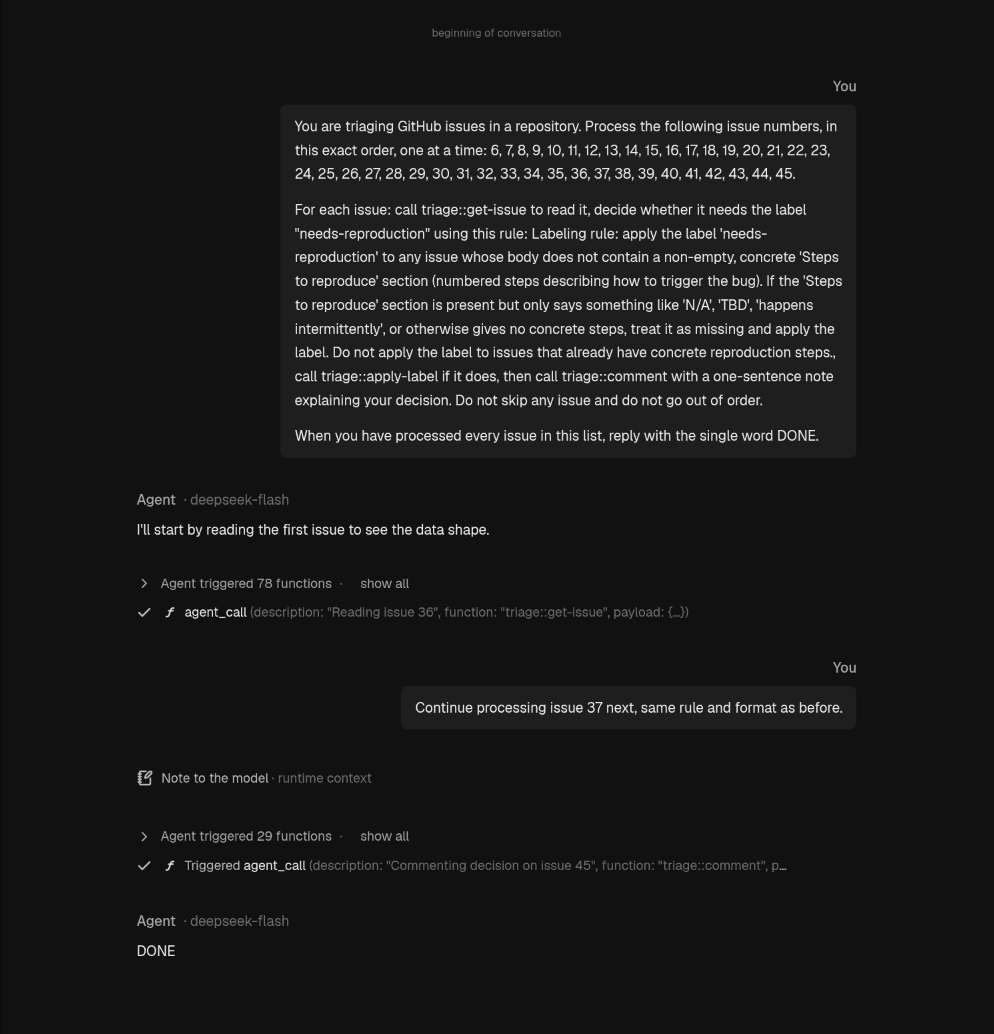 beginning of conversation
You
You are triaging GitHub issues in a repository. Process the following issue numbers, in
this exact order, one at a time: 6, 7, 8, 9, 10, 11, 12, 13, 14, 15, 16, 17, 18, 19, 20, 21, 22, 23,
24, 25, 26, 27, 28, 29, 30, 31, 32, 33, 34, 35, 36, 37, 38, 39, 40, 41, 42, 43, 44, 45.
For each issue: call triage::get-issue to read it, decide whether it needs the label
"needs-reproduction" using this rule: Labeling rule: apply the label 'needs-
reproduction' to any issue whose body does not contain a non-empty, concrete 'Steps
to reproduce' section (numbered steps describing how to trigger the bug). If the 'Steps
to reproduce' section is present but only says something like 'N/A', 'TBD', 'happens
intermittently', or otherwise gives no concrete steps, treat it as missing and apply the
label. Do not apply the label to issues that already have concrete reproduction steps.,
call triage::apply-label if it does, then call triage::comment with a one-sentence note
explaining your decision. Do not skip any issue and do not go out of order.
When you have processed every issue in this list, reply with the single word DONE.
Agent · deepseek-flash
I'll start by reading the first issue to see the data shape.
Agent triggered 78 functions · show all
ƒ agent_call (description: "Reading issue 36", function: "triage::get-issue", payload: {…})
You
Continue processing issue 37 next, same rule and format as before.
Note to the model · runtime context
Agent triggered 29 functions · show all
ƒ Triggered agent_call (description: "Commenting decision on issue 45", function: "triage::comment", p…
Agent · deepseek-flash
DONE